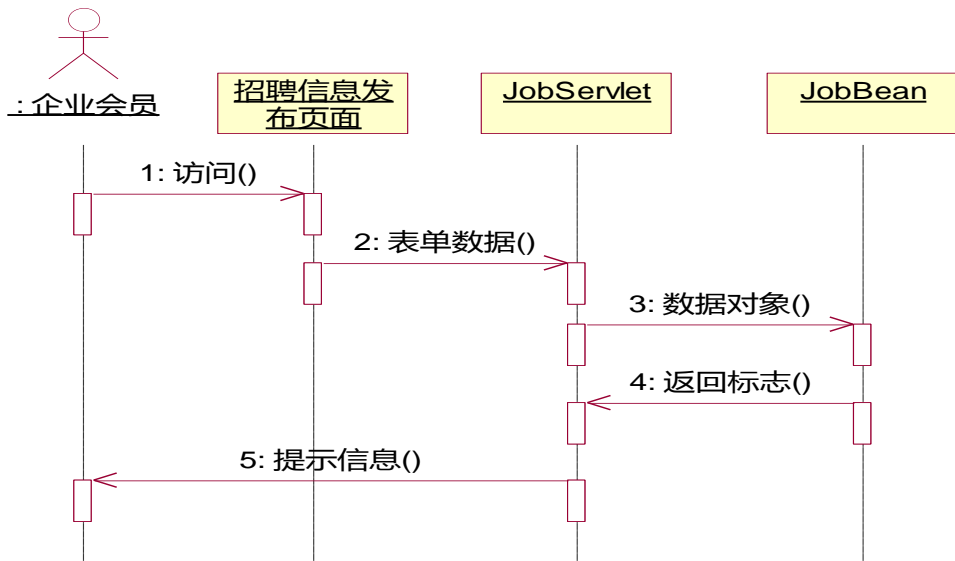 : 企业会员
招聘信息发
布页面
JobServlet
JobBean
1: 访问()
2: 表单数据()
3: 数据对象()
4: 返回标志()
5: 提示信息()